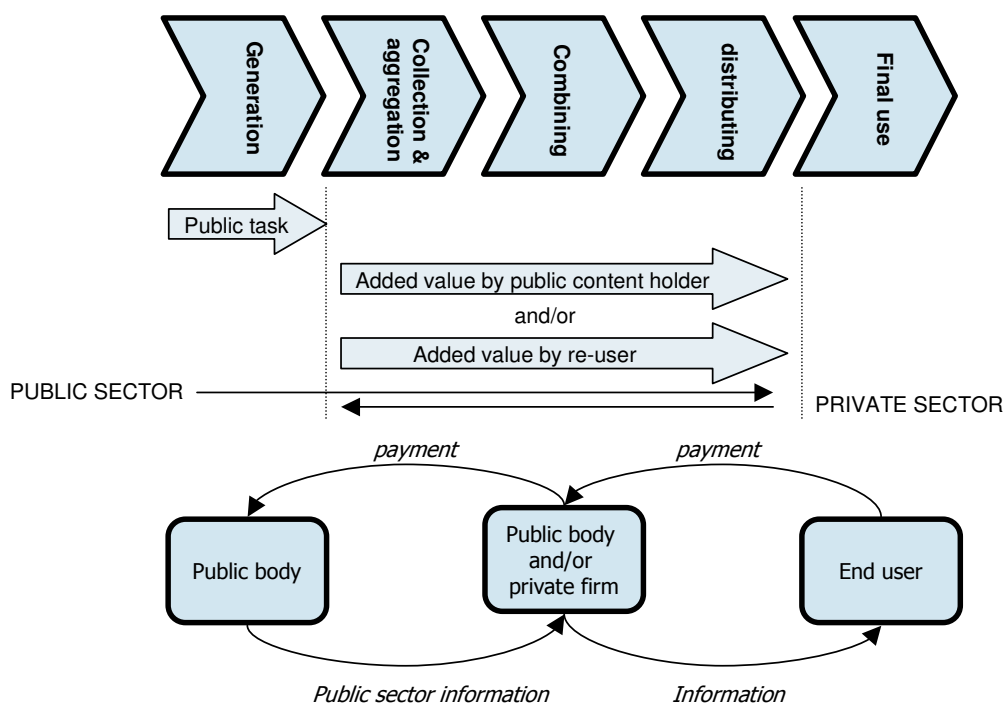 Generation
Collection &
aggregation
Combining
distributing
Final use
Public task
Added value by public content holder
and/or
Added value by re-user
PUBLIC SECTOR
PRIVATE SECTOR
payment
payment
Public body
Public body
and/or
private firm
End user
Public sector information
Information